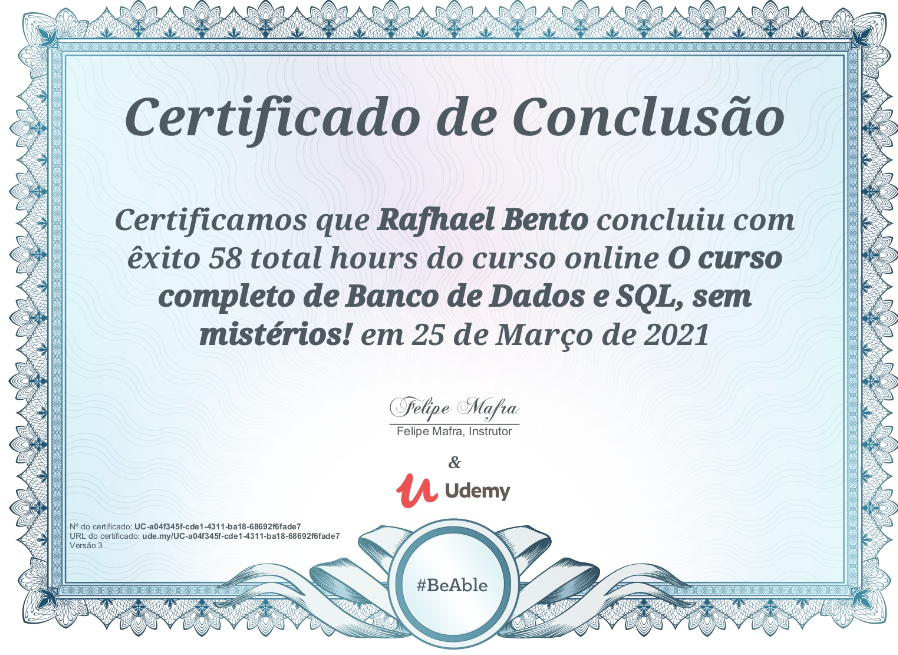 Certificado de Conclusão
Certificamos que Rafhael Bento concluiu com
êxito 58 total hours do curso online O curso
completo de Banco de Dados e SQL, sem
mistérios! em 25 de Março de 2021
Felipe Mafra
Felipe Mafra, Instrutor
&
Udemy
Nº do certificado: UC-a04f345f-cde1-4311-ba18-68692f6fade7
URL do certificado: ude.my/UC-a04f345f-cde1-4311-ba18-68692f6fade7
Versão 3
#BeAble